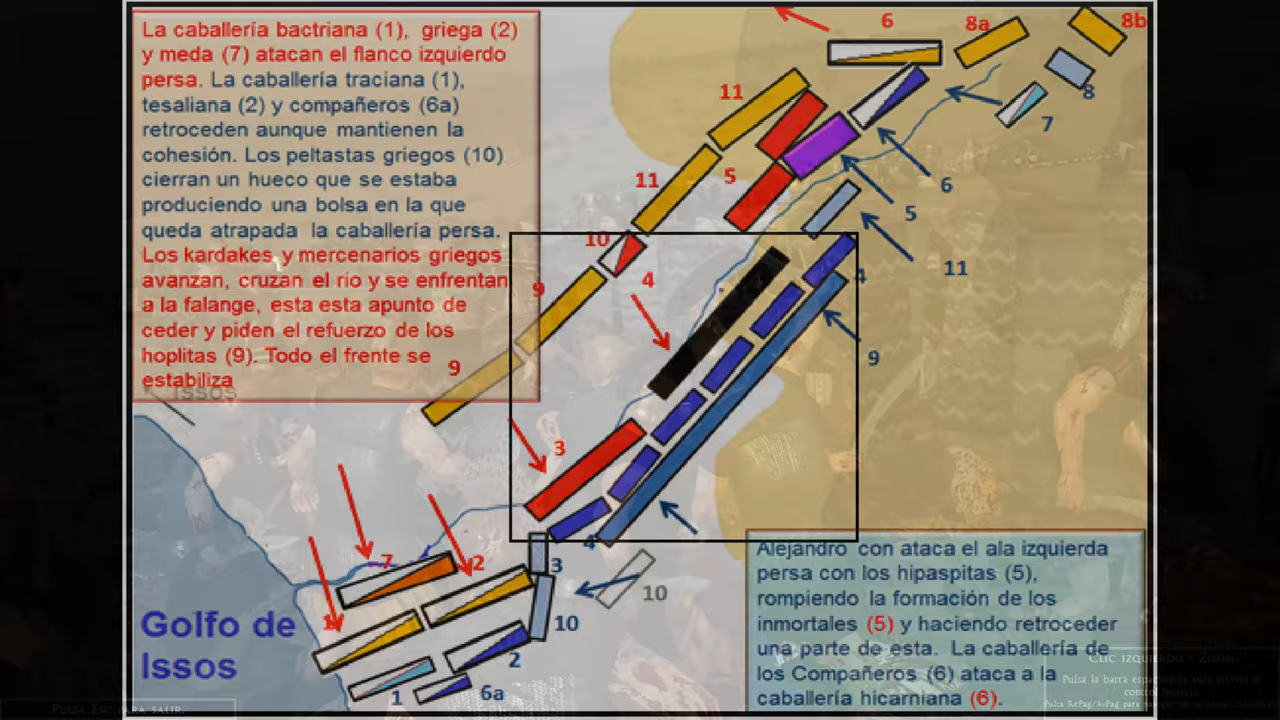 La caballería bactriana (1), griega (2)
y meda (7) atacan el flanco izquierdo
persa. La caballería traciana (1),
tesaliana (2) y compañeros (6a)
retroceden aunque mantienen la
cohesión. Los peltastas griegos (10)
cierran un hueco que se estaba
produciendo una bolsa en la que
queda atrapada la caballería persa.
Los kardakes y mercenarios griegos
avanzan, cruzan el rio y se enfrentan
a la falange, esta esta apunto de
ceder y piden el refuerzo de los
hoplitas (9). Todo el frente se
estabiliza
Issos
6
8a
8b
11
8
7
11
5
6
5
10
11
4
4
9
9
9
3
7
2
4
3
10
1
10
2
1
6a
Golfo de
Issos
Alejandro con ataca el ala izquierda
persa con los hipaspitas (5),
rompiendo la formación de los
inmortales (5) y haciendo retroceder
una parte de esta. La caballería de
los Compañeros (6) ataca a la
caballería hicarniana (6).
Pulsa Esc para salir.